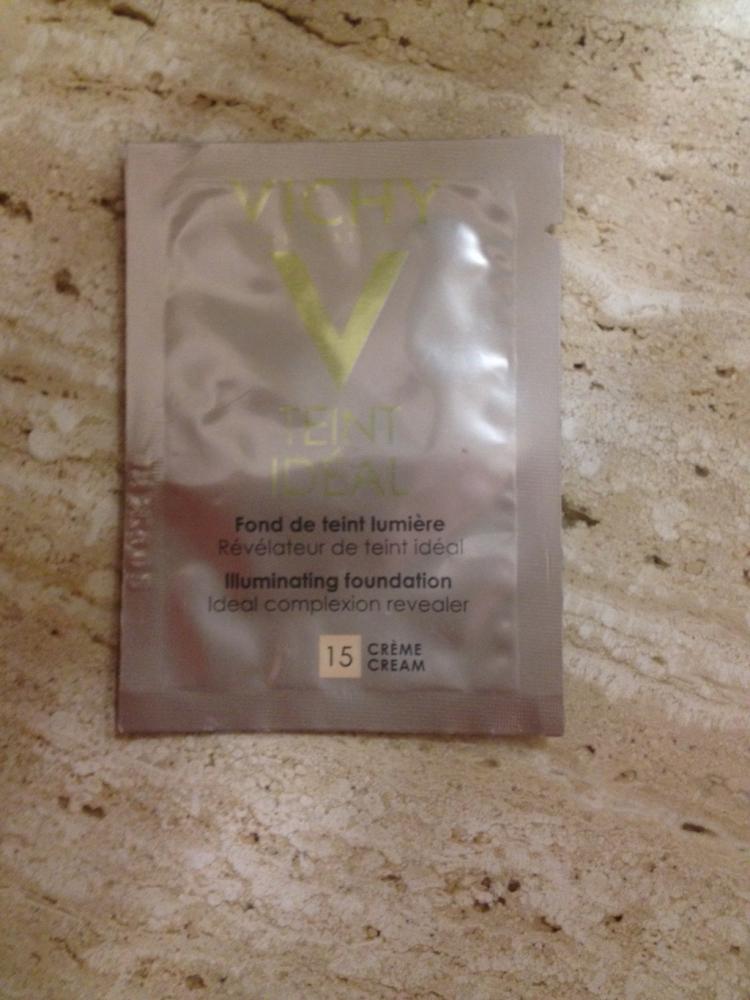 VICHY
V
TEINT
IDÉAL
Fond de teint lumière
Révélateur de teint idéal
Illuminating foundation
Ideal complexion revealer
15 CRÈME
CREAM